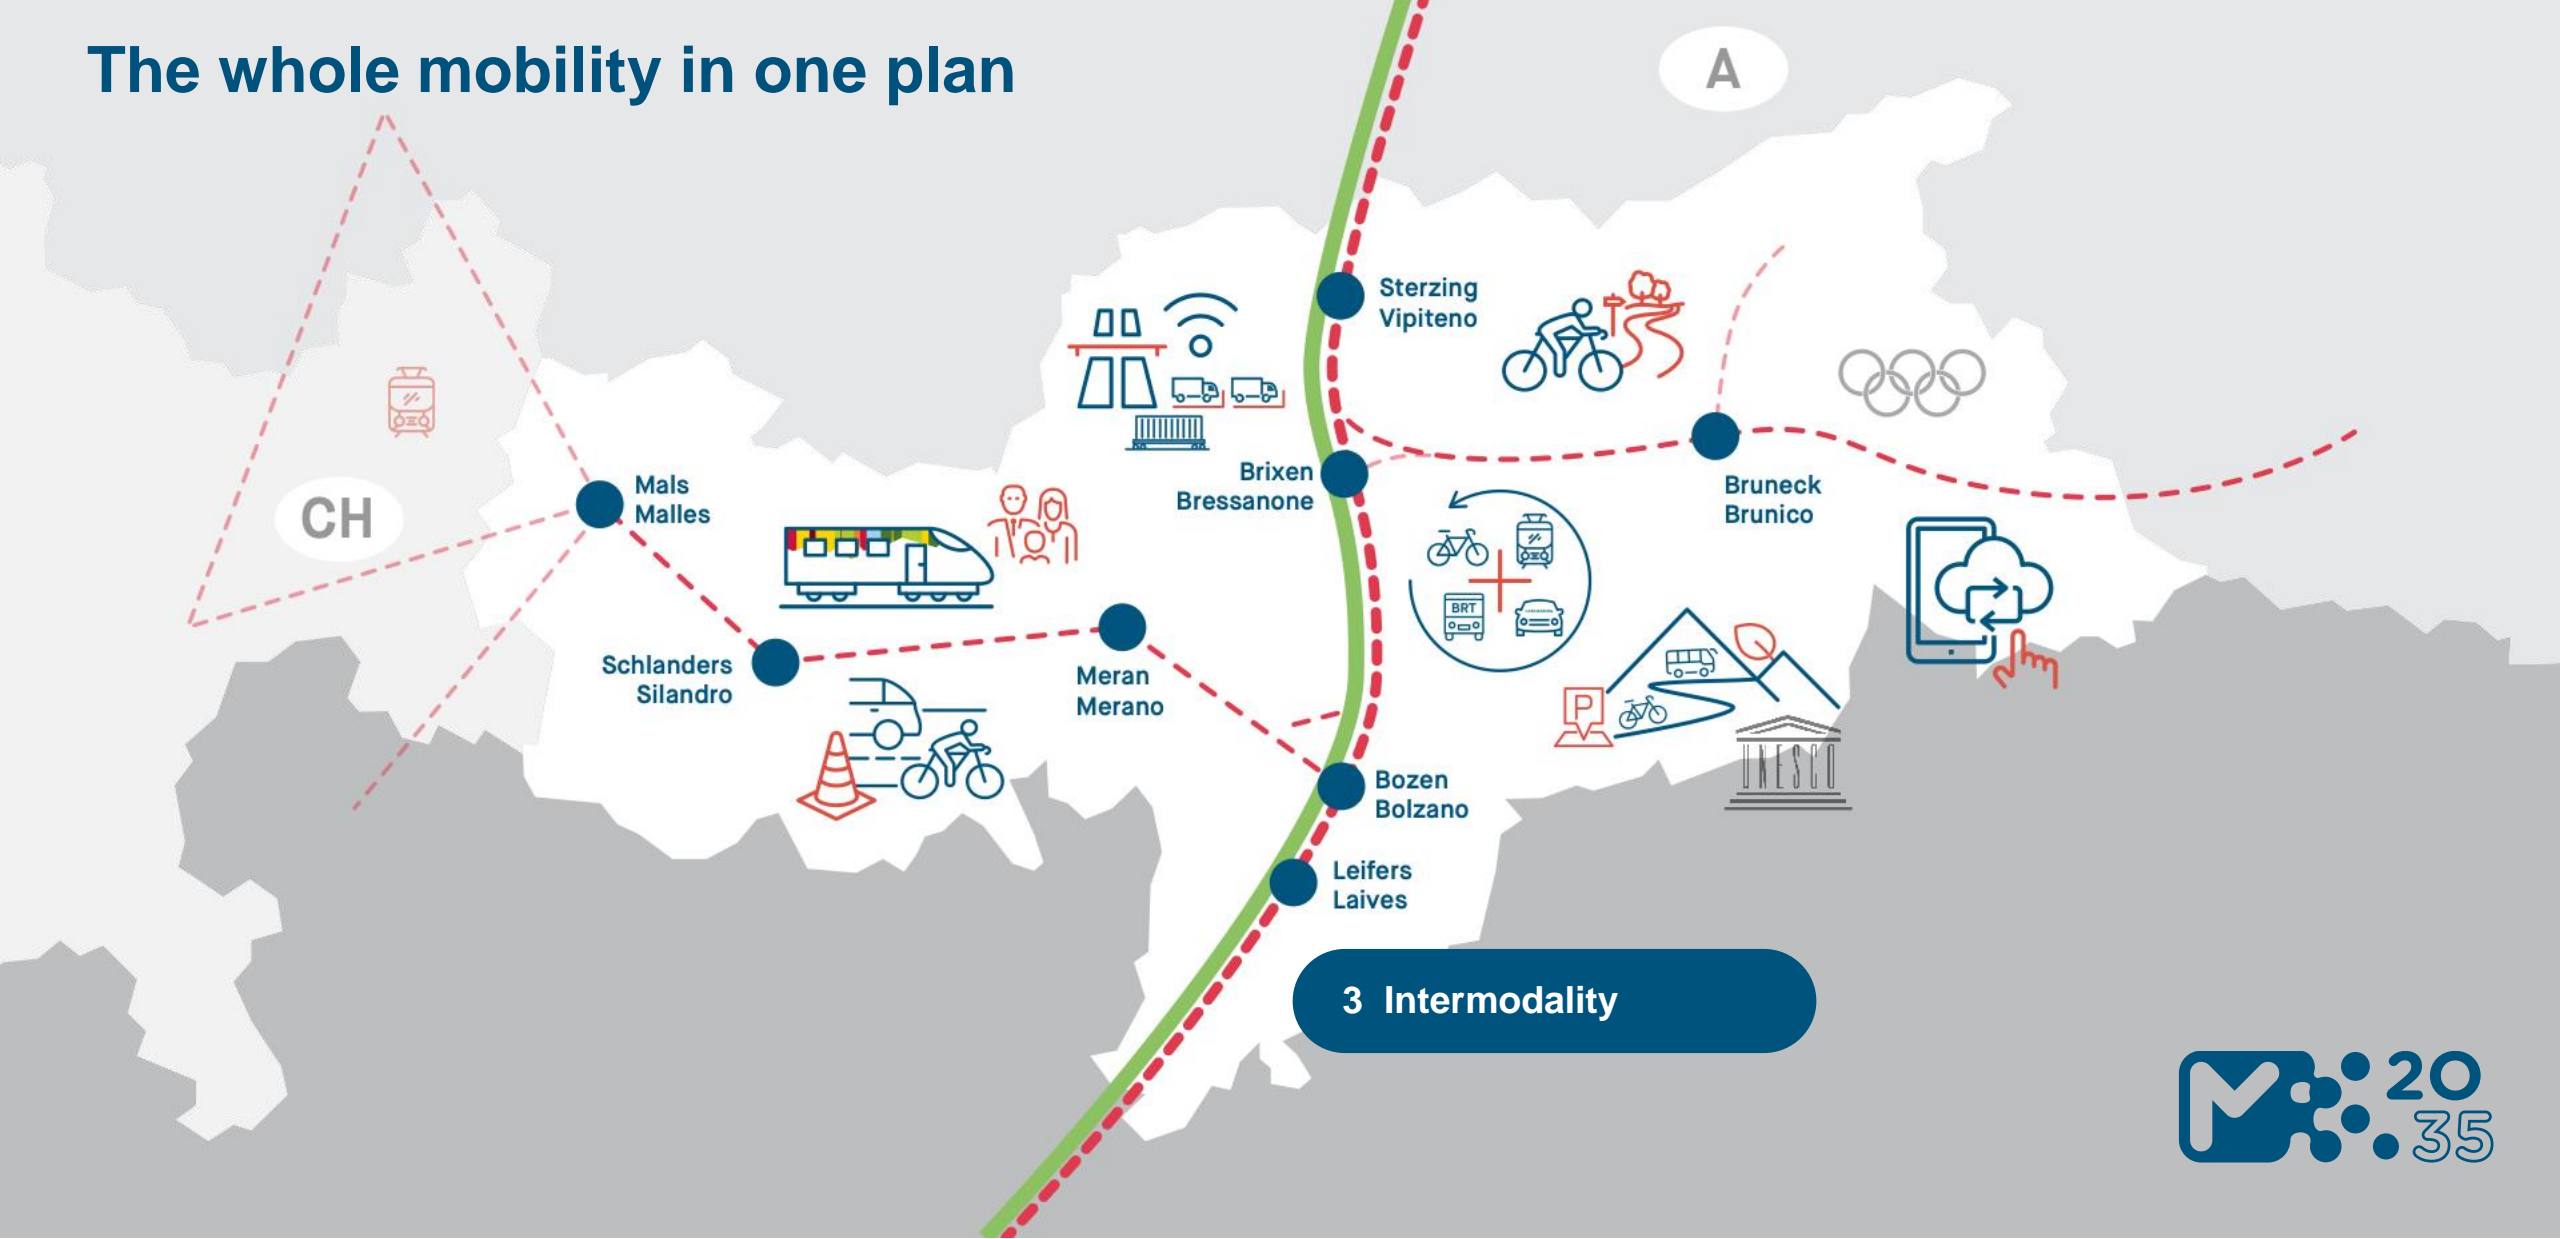 The whole mobility in one plan
A
Sterzing
Vipiteno
Brixen
Bressanone
Mals
Malles
CH
Bruneck
Brunico
BRT
Schlanders
Silandro
Meran
Merano
P
UNESCO
Bozen
Bolzano
Leifers
Laives
3 Intermodality
M
20
35